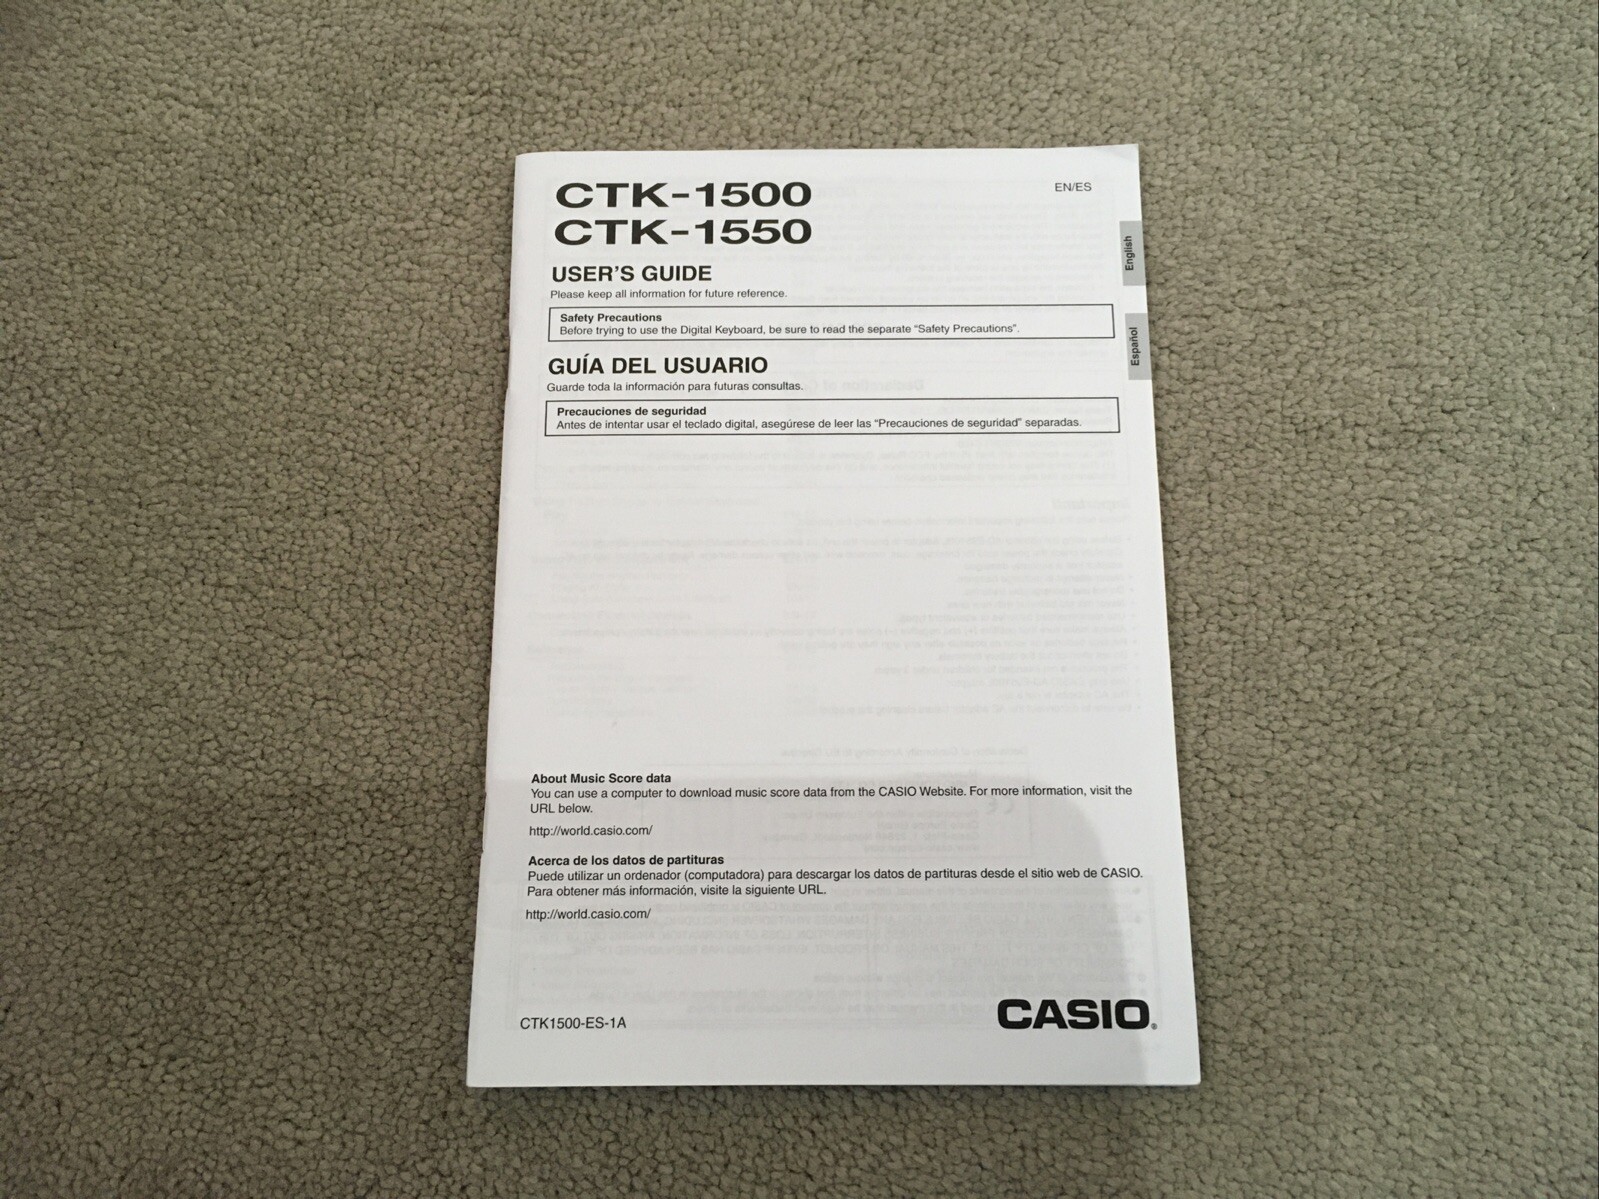 CTK-1500
EN/ES
CTK-1550
English
USER'S GUIDE
Please keep all information for future reference.
Safety Precautions
Before trying to use the Digital Keyboard, be sure to read the separate “Safety Precautions”.
Español
GUÍA DEL USUARIO
Guarde toda la información para futuras consultas.
Precauciones de seguridad
Antes de intentar usar el teclado digital, asegúrese de leer las “Precauciones de seguridad” separadas.
About Music Score data
You can use a computer to download music score data from the CASIO Website. For more information, visit the
URL below.
http://world.casio.com/
Acerca de los datos de partituras
Puede utilizar un ordenador (computadora) para descargar los datos de partituras desde el sitio web de CASIO.
Para obtener más información, visite la siguiente URL.
http://world.casio.com/
CTK1500-ES-1A
CASIO®